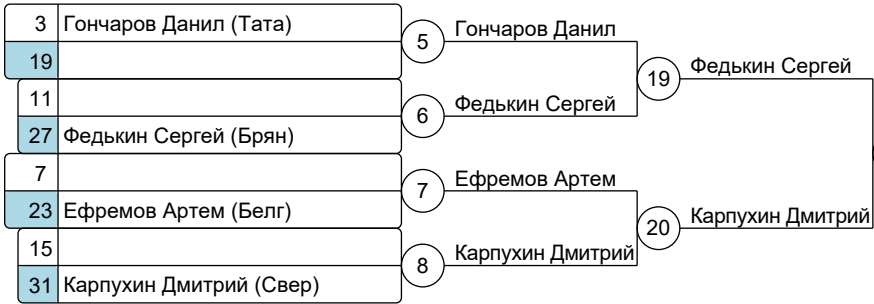 3 Гончаров Данил (Тата)
19
11
27 Федькин Сергей (Брян)
7
23 Ефремов Артем (Белг)
15
31 Карпухин Дмитрий (Свер)
5 Гончаров Данил
6 Федькин Сергей
7 Ефремов Артем
8 Карпухин Дмитрий
19 Федькин Сергей
20 Карпухин Дмитрий